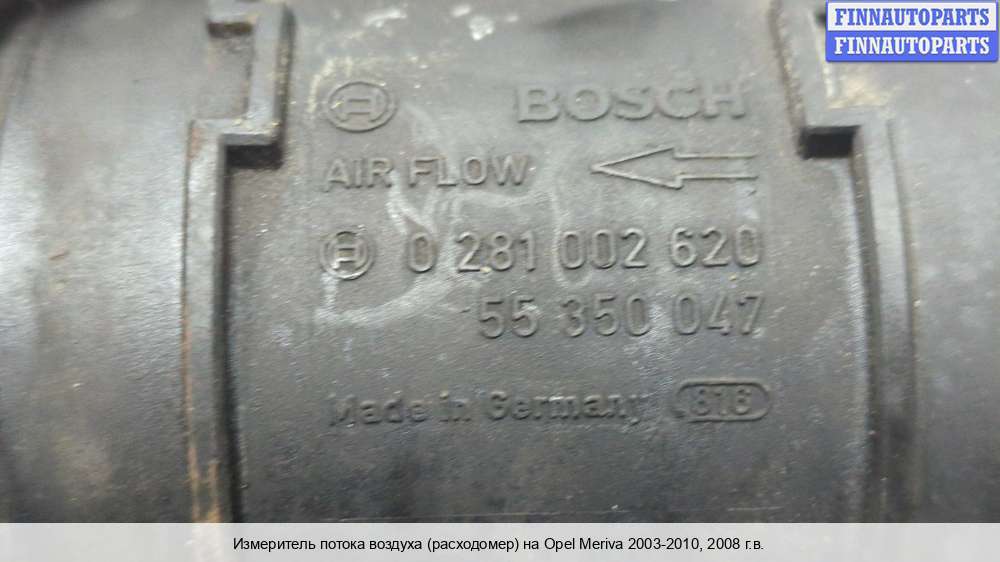 FINNAUTOPARTS
FINNAUTOPARTS
BOSCH
AIR FLOW
0 281 002 620
55 350 047
Made in Germany 816
Измеритель потока воздуха (расходомер) на Opel Meriva 2003-2010, 2008 г.в.